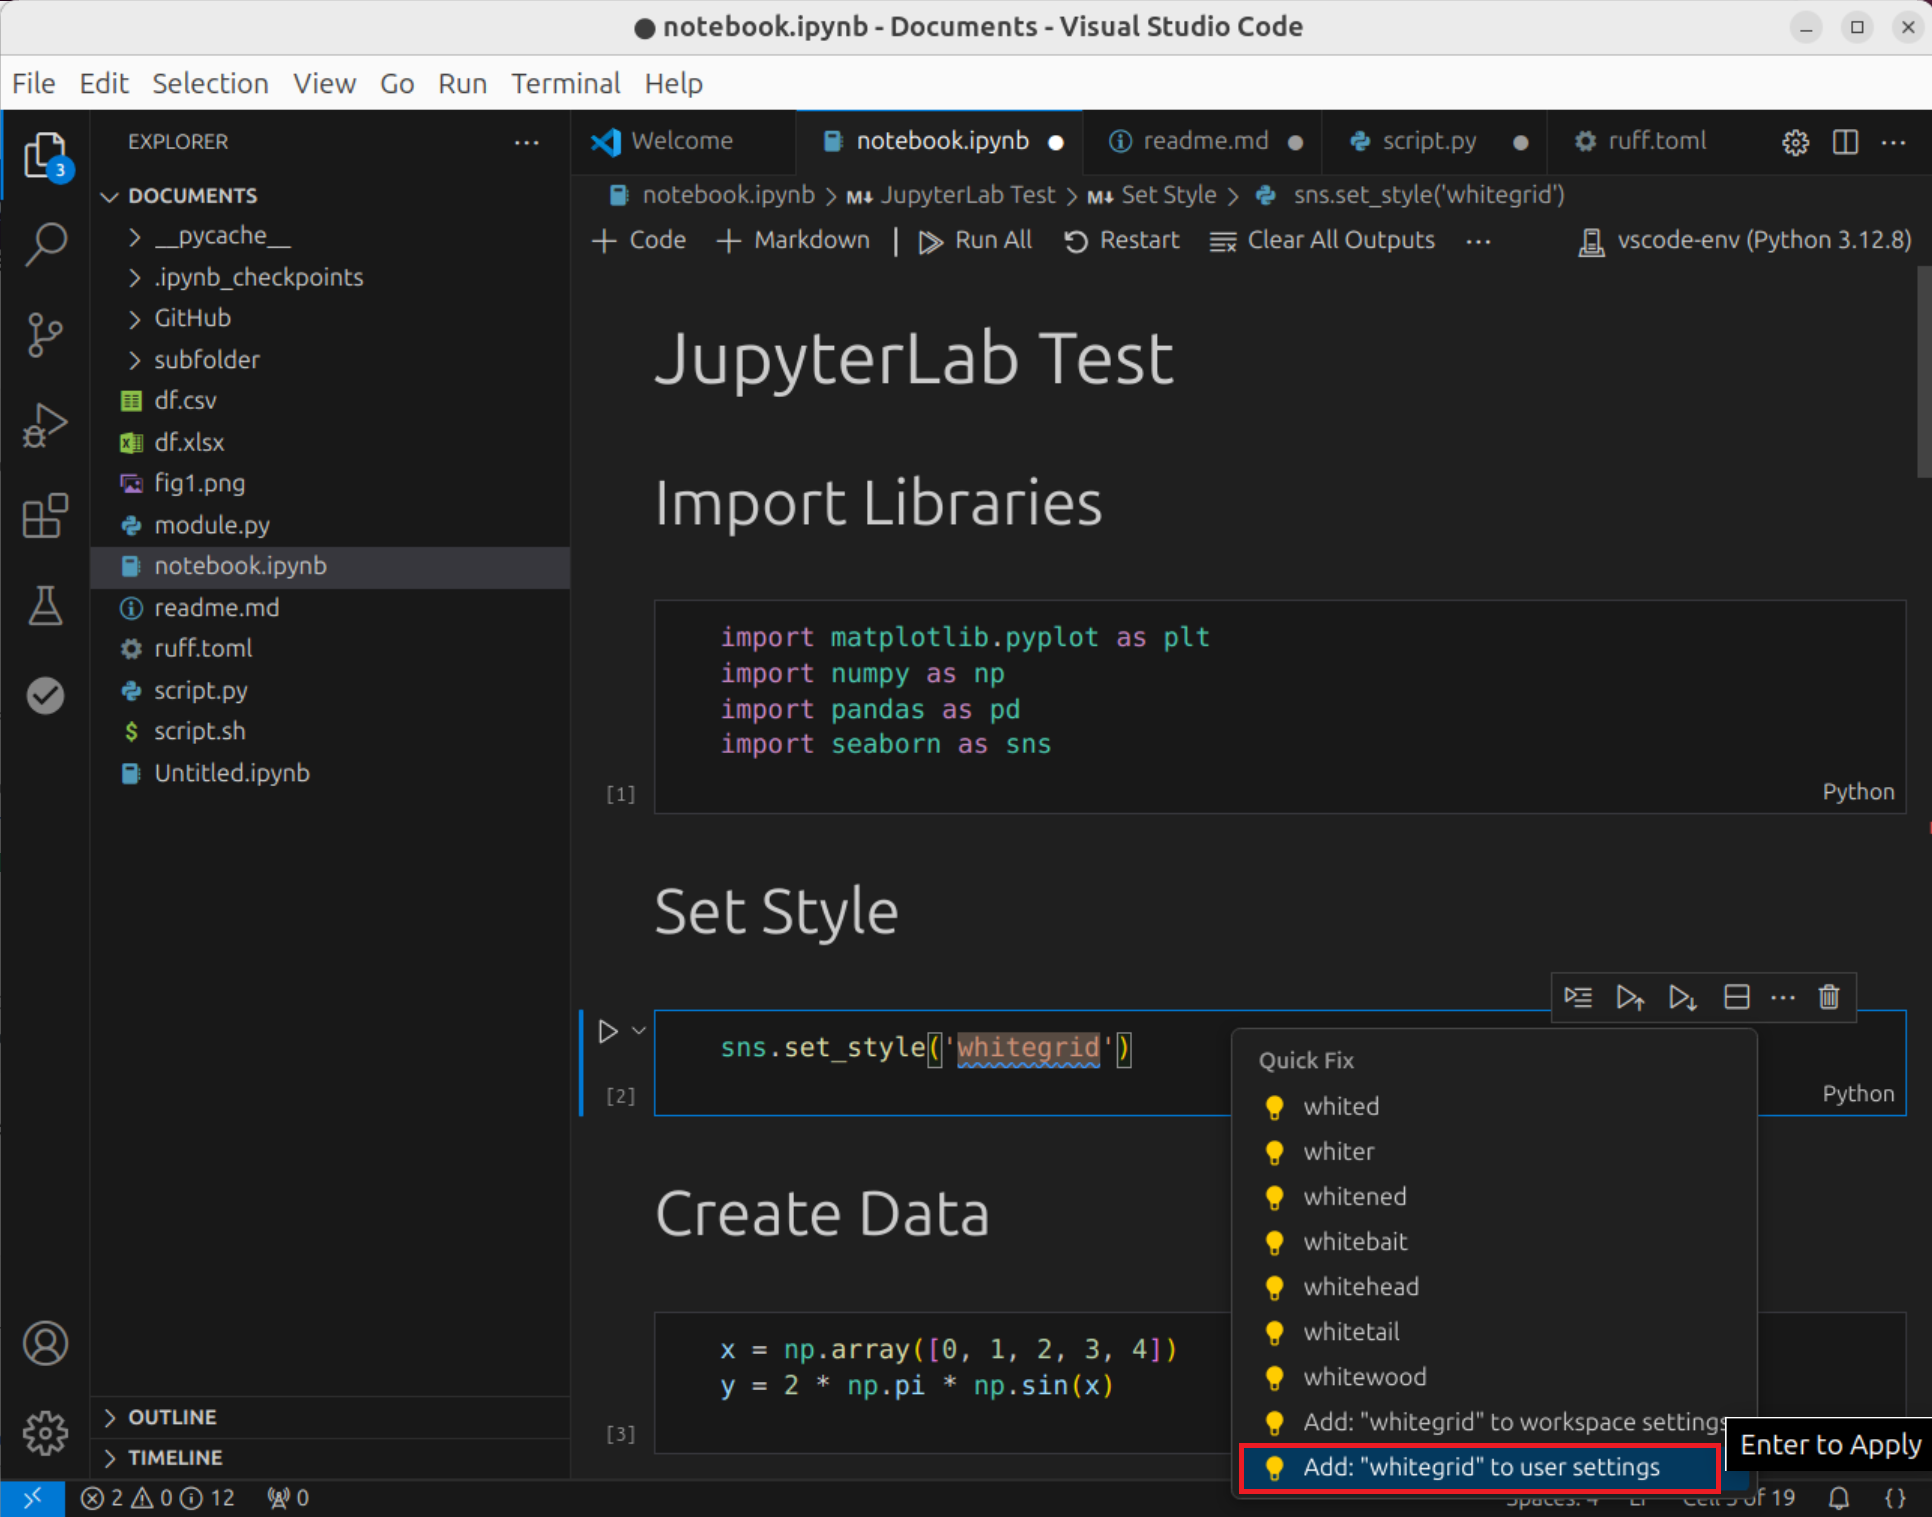 notebook.ipynb - Documents - Visual Studio Code
File Edit Selection View Go Run Terminal Help
EXPLORER
Welcome
notebook.ipynb
readme.md
script.py
ruff.toml
3
DOCUMENTS
__pycache__
.ipynb_checkpoints
GitHub
subfolder
df.csv
df.xlsx
fig1.png
module.py
notebook.ipynb
readme.md
ruff.toml
script.py
script.sh
Untitled.ipynb
OUTLINE
TIMELINE
notebook.ipynb > JupyterLab Test > Set Style > sns.set_style('whitegrid')
+ Code + Markdown | Run All Restart Clear All Outputs ... vscode-env (Python 3.12.8)
JupyterLab Test
Import Libraries
import matplotlib.pyplot as plt
import numpy as np
import pandas as pd
import seaborn as sns
[1]
Python
Set Style
sns.set_style('whitegrid')
[2]
Python
Create Data
x = np.array([0, 1, 2, 3, 4])
y = 2 * np.pi * np.sin(x)
[3]
Quick Fix
whited
whiter
whitened
whitebait
whitehead
whitetail
whitewood
Add: "whitegrid" to workspace settings
Add: "whitegrid" to user settings
Enter to Apply
2 0 12 0
of 19 {}